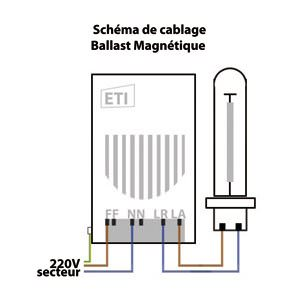 Schéma de cablage
Ballast Magnétique
ETI
FF NN LR LA
220V
secteur